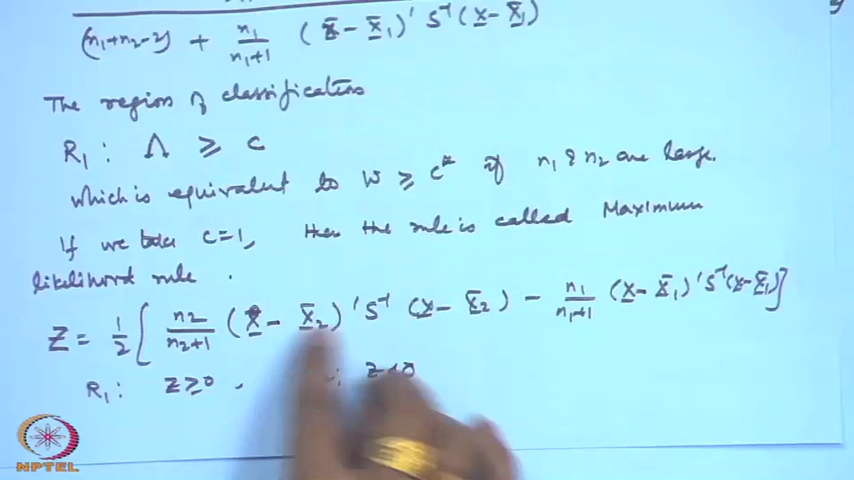 (n₁+n₂-2) + n₁/(n₁+1) (x̲ - x̲̄₁)' S⁻¹ (x̲ - x̲̄₁)
The region of classification
R₁ : Λ ≥ c
which is equivalent to W ≥ c* if n₁ & n₂ are large.
If we take c=1, then the rule is called Maximum
likelihood rule .
Z = 1/2 [ n₂/(n₂+1) (x̲ - x̲̄₂)' S⁻¹ (x̲ - x̲̄₂) - n₁/(n₁+1) (x̲ - x̲̄₁)' S⁻¹ (x̲ - x̲̄₁) ]
R₁ : Z ≥ 0 , : Z < 0
NPTEL